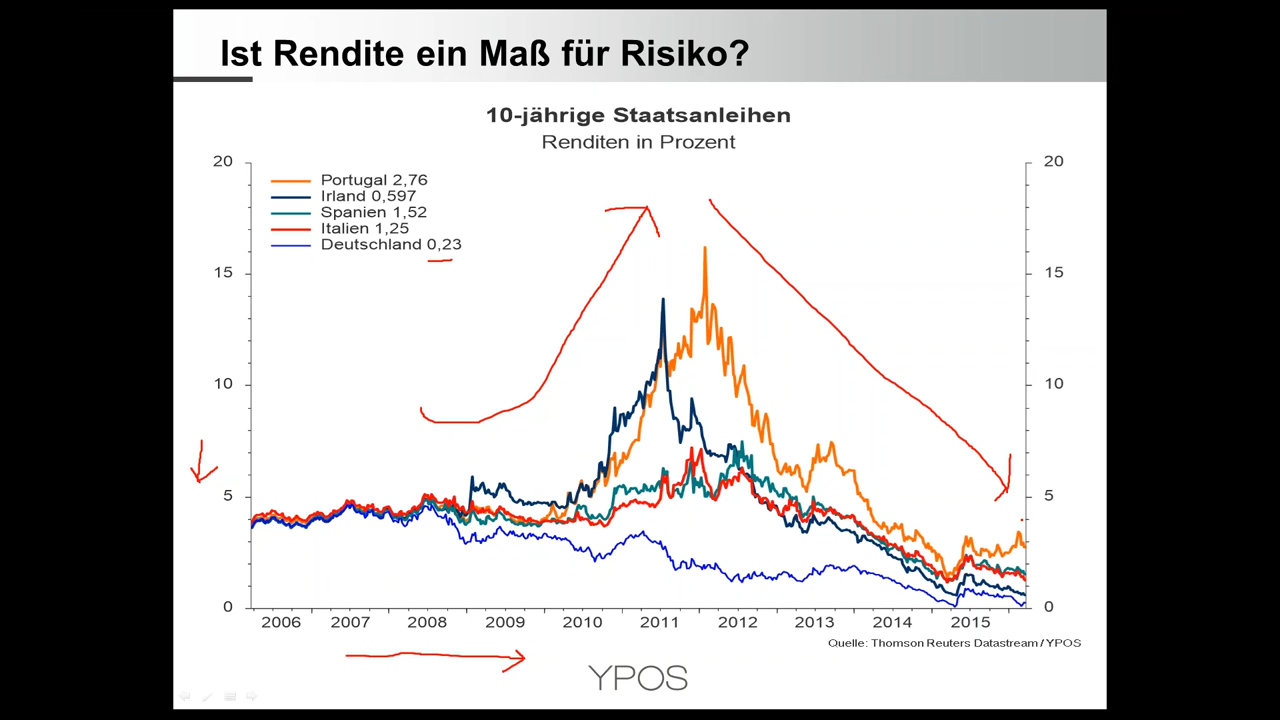 Ist Rendite ein Maß für Risiko?
10-jährige Staatsanleihen
Renditen in Prozent
20
20
Portugal 2,76
Irland 0,597
Spanien 1,52
Italien 1,25
Deutschland 0,23
15
15
10
10
5
5
0
0
2006 2007 2008 2009 2010 2011 2012 2013 2014 2015
Quelle: Thomson Reuters Datastream / YPOS
YPOS